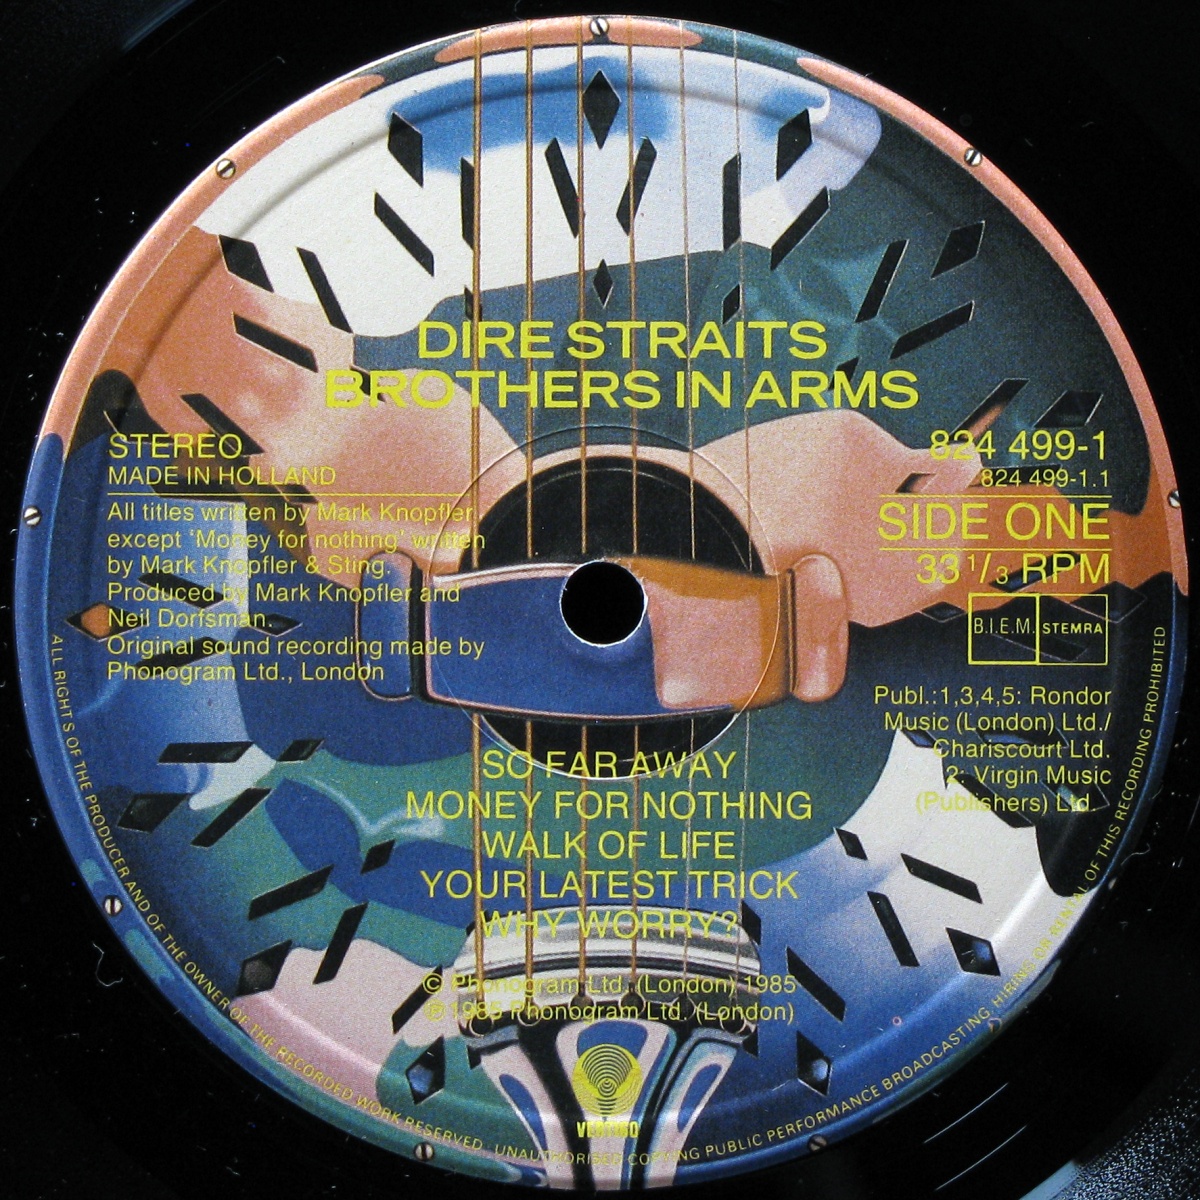 DIRE STRAITS
BROTHERS IN ARMS
STEREO
MADE IN HOLLAND
All titles written by Mark Knopfler
except ‘Money for nothing’ written
by Mark Knopfler & Sting.
Produced by Mark Knopfler and
Neil Dorfsman.
Original sound recording made by
Phonogram Ltd., London
824 499-1
824 499-1.1
SIDE ONE
33 1/3 RPM
B.I.E.M. STEMRA
Publ.:1,3,4,5: Rondor
Music (London) Ltd./
Chariscourt Ltd.
2: Virgin Music
(Publishers) Ltd.
SO FAR AWAY
MONEY FOR NOTHING
WALK OF LIFE
YOUR LATEST TRICK
WHY WORRY?
© Phonogram Ltd. (London) 1985
℗ 1985 Phonogram Ltd. (London)
VERTIGO
ALL RIGHTS OF THE PRODUCER AND OF THE OWNER OF THE RECORDED WORK RESERVED · UNAUTHORISED COPYING PUBLIC PERFORMANCE BROADCASTING, HIRING OR RENTAL OF THIS RECORDING PROHIBITED